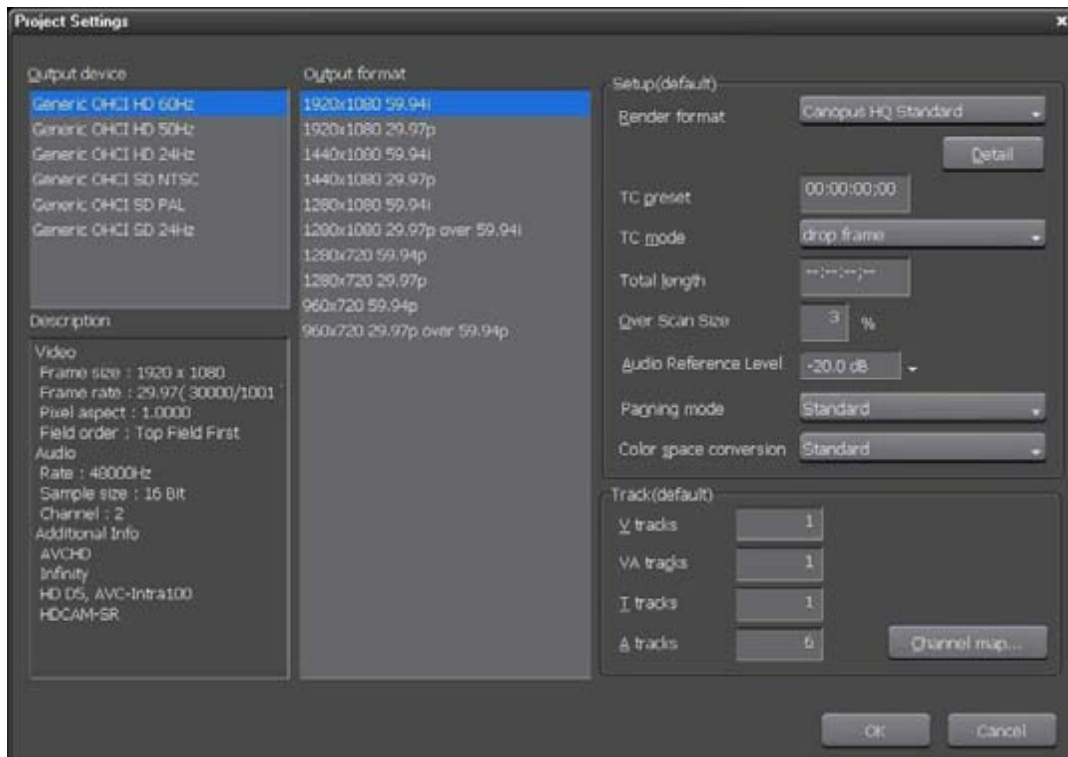 Project Settings
Output device
Generic OHCI HD 60Hz
Generic OHCI HD 50Hz
Generic OHCI HD 24Hz
Generic OHCI SD NTSC
Generic OHCI SD PAL
Generic OHCI SD 24Hz
Description
Video
Frame size : 1920 x 1080
Frame rate : 29.97( 30000/1001
Pixel aspect : 1.0000
Field order : Top Field First
Audio
Rate : 48000Hz
Sample size : 16 Bit
Channel : 2
Additional Info
AVCHD
Infinity
HD D5, AVC-Intra100
HDCAM-SR
Output format
1920x1080 59.94i
1920x1080 29.97p
1440x1080 59.94i
1440x1080 29.97p
1280x1080 59.94i
1280x1080 29.97p over 59.94i
1280x720 59.94p
1280x720 29.97p
960x720 59.94p
960x720 29.97p over 59.94p
Setup(default)
Render format
Canopus HQ Standard
Detail
TC preset
00:00:00;00
TC mode
drop frame
Total length
--:--:--;--
Over Scan Size
3 %
Audio Reference Level
-20.0 dB
Panning mode
Standard
Color space conversion
Standard
Track(default)
V tracks
1
VA tracks
1
T tracks
1
A tracks
6
Channel map...
OK
Cancel